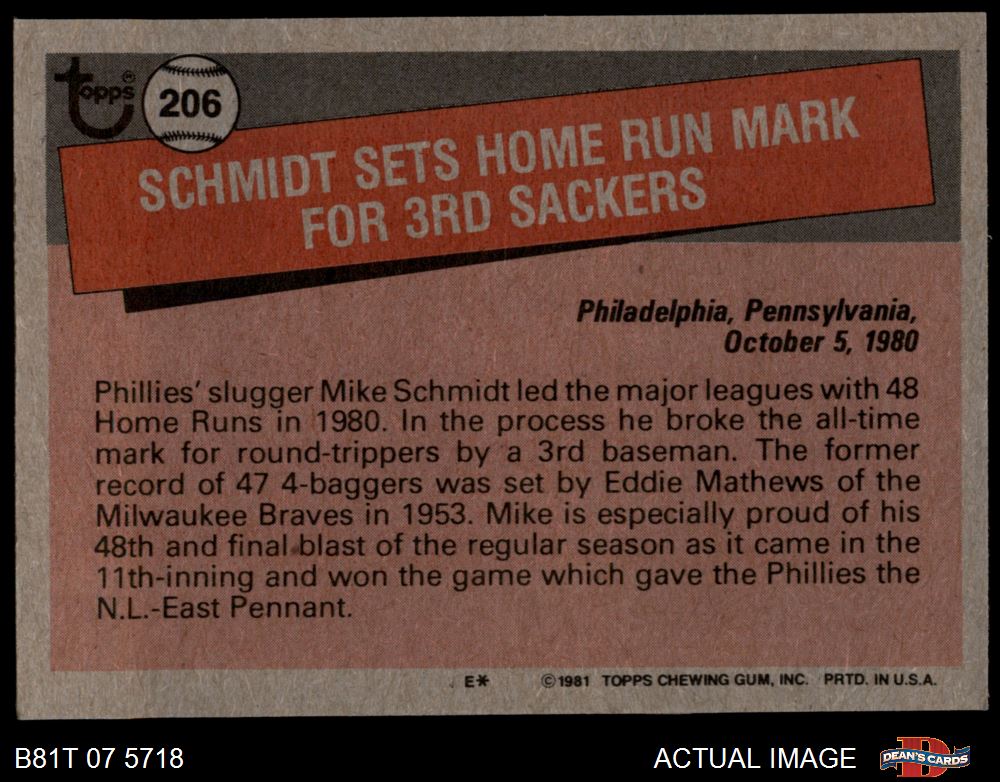 topps®
206
SCHMIDT SETS HOME RUN MARK
FOR 3RD SACKERS
Philadelphia, Pennsylvania,
October 5, 1980
Phillies' slugger Mike Schmidt led the major leagues with 48
Home Runs in 1980. In the process he broke the all-time
mark for round-trippers by a 3rd baseman. The former
record of 47 4-baggers was set by Eddie Mathews of the
Milwaukee Braves in 1953. Mike is especially proud of his
48th and final blast of the regular season as it came in the
11th-inning and won the game which gave the Phillies the
N.L.-East Pennant.
E* ©1981 TOPPS CHEWING GUM, INC. PRTD. IN U.S.A.
B81T 07 5718 ACTUAL IMAGE DEAN'S CARDS